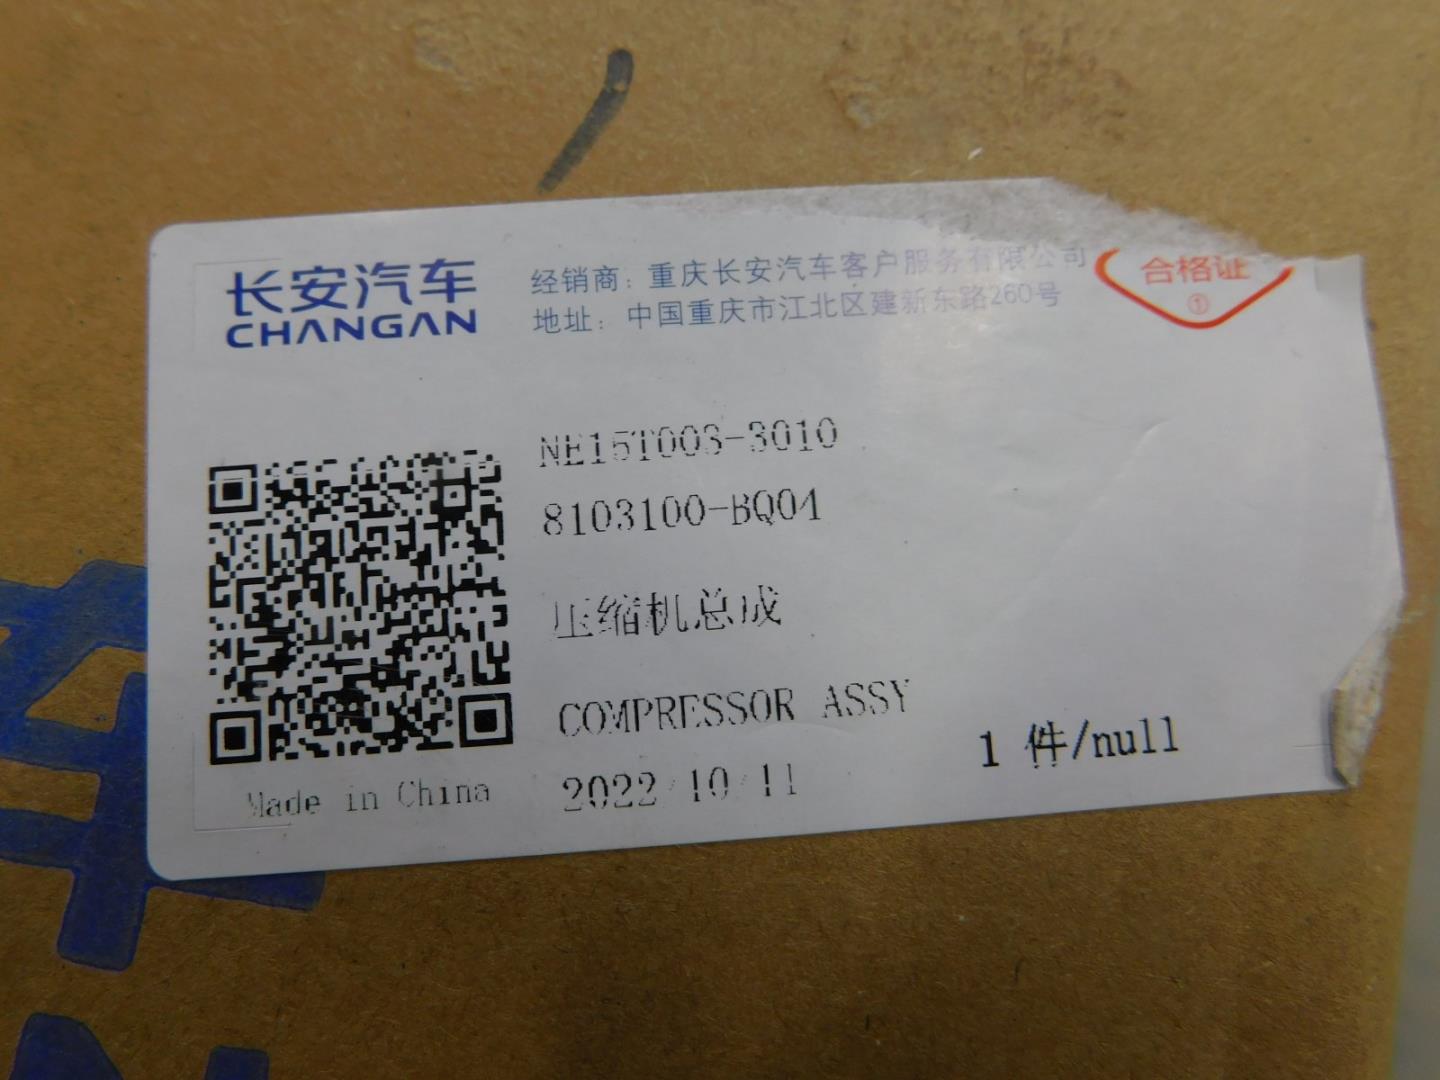 长安汽车
CHANGAN
经销商：重庆长安汽车客户服务有限公司
地址：中国重庆市江北区建新东路260号
合格证
①
NE15T003-3010
8103100-BQ01
压缩机总成
COMPRESSOR ASSY
2022/10/11
1 件/null
Made in China